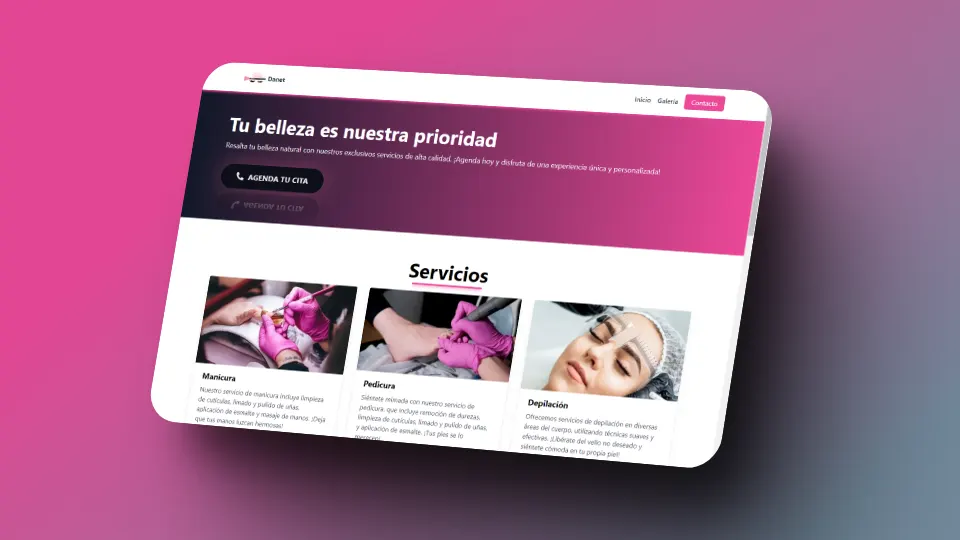 Danet
Inicio Galería Contacto
Tu belleza es nuestra prioridad
Resalta tu belleza natural con nuestros exclusivos servicios de alta calidad. ¡Agenda hoy y disfruta de una experiencia única y personalizada!
AGENDA TU CITA
Servicios
Manicura
Nuestro servicio de manicura incluye limpieza
de cutículas, limado y pulido de uñas,
aplicación de esmalte y masaje de manos. ¡Deja
que tus manos luzcan hermosas!
Pedicura
Siéntete mimada con nuestro servicio de
pedicura, que incluye remoción de durezas,
limpieza de cutículas, limado y pulido de uñas,
y aplicación de esmalte. ¡Tus pies se lo
merecen!
Depilación
Ofrecemos servicios de depilación en diversas
áreas del cuerpo, utilizando técnicas suaves y
efectivas. ¡Libérate del vello no deseado y
siéntete cómoda en tu propia piel!